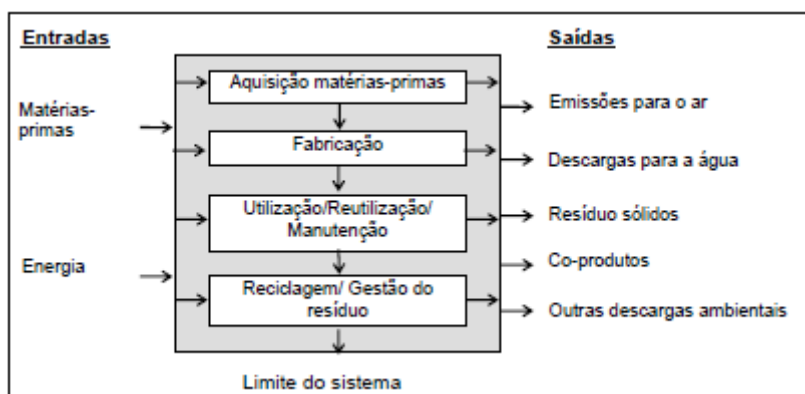 Entradas
Saídas
Aquisição matérias-primas
Matérias-
primas
Emissões para o ar
Fabricação
Descargas para a água
Utilização/Reutilização/
Manutenção
Resíduo sólidos
Energia
Co-produtos
Reciclagem/ Gestão do
resíduo
Outras descargas ambientais
Limite do sistema